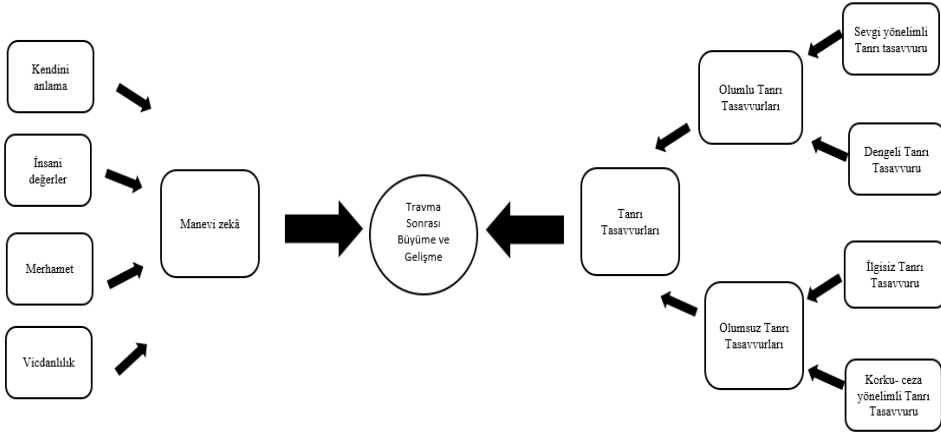 Kendini
anlama
İnsani
değerler
Merhamet
Vicdanlılık
Manevi zekâ
Travma
Sonrası
Büyüme ve
Gelişme
Tanrı
Tasavvurları
Olumlu Tanrı
Tasavvurları
Olumsuz Tanrı
Tasavvurları
Sevgi yönelimli
Tanrı tasavvuru
Dengeli Tanrı
Tasavvuru
İlgisiz Tanrı
Tasavvuru
Korku- ceza
yönelimli Tanrı
Tasavvuru